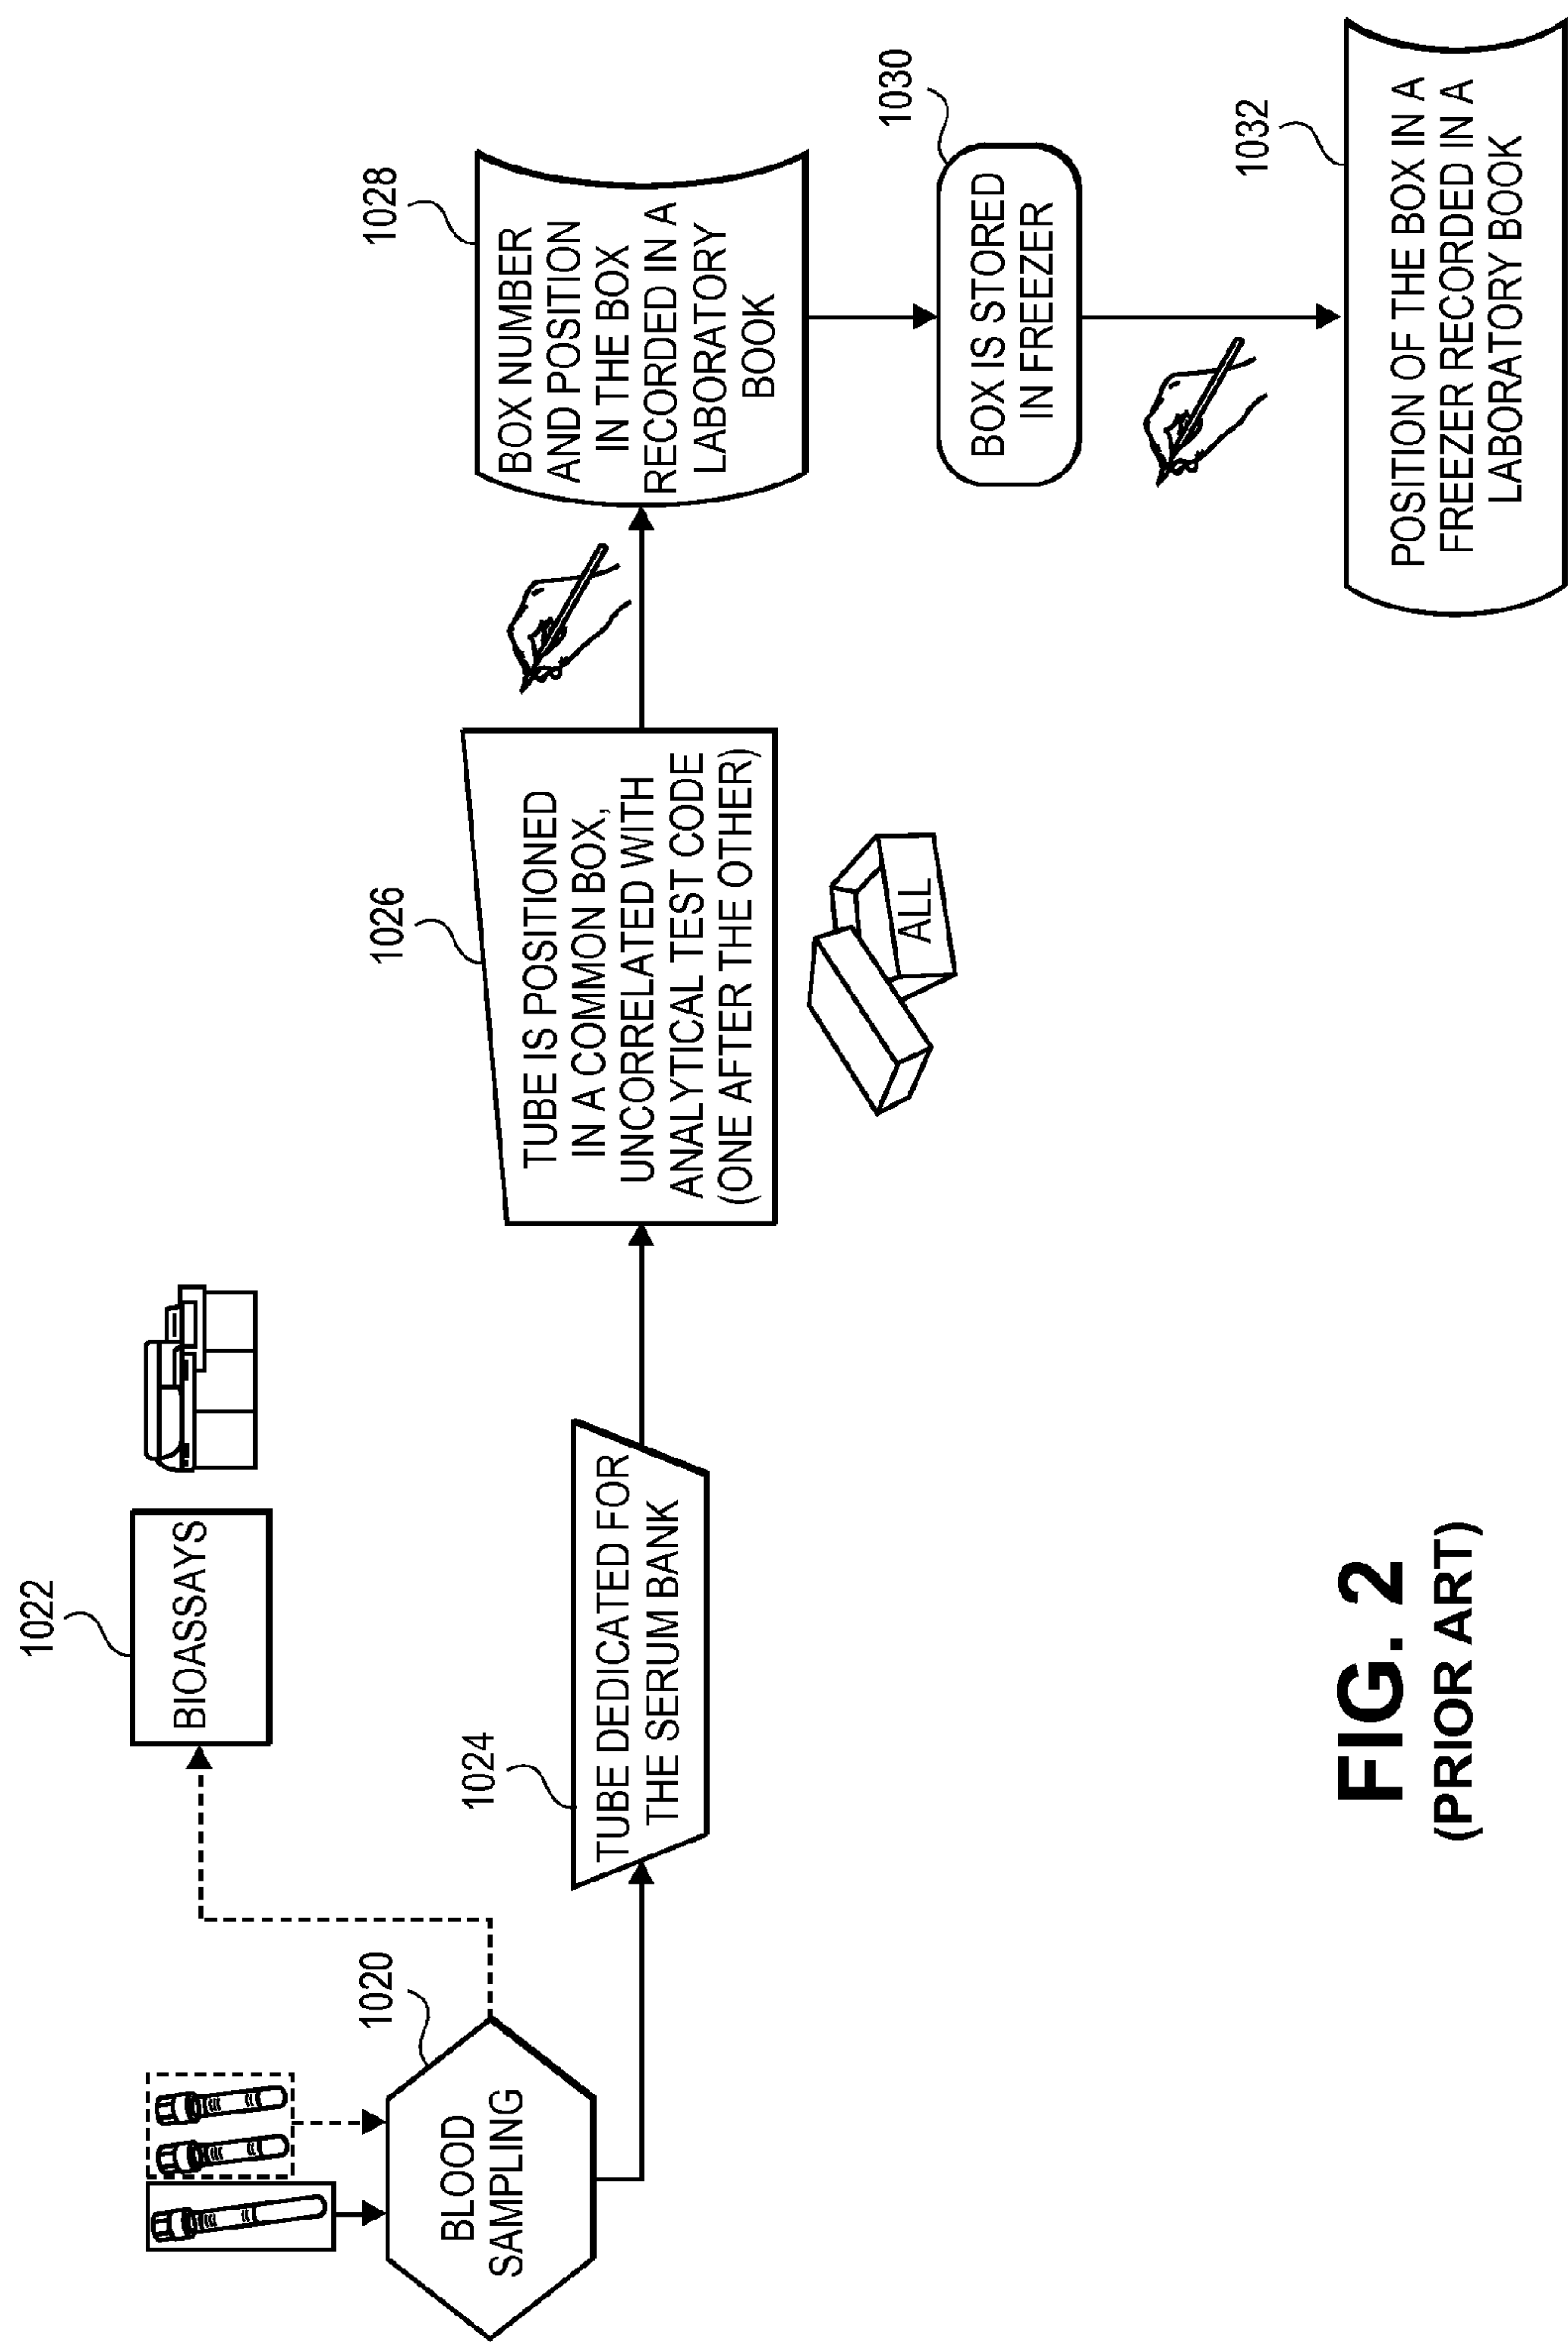 1020
BLOOD
SAMPLING
1022
BIOASSAYS
1024
TUBE DEDICATED FOR
THE SERUM BANK
1026
TUBE IS POSITIONED
IN A COMMON BOX,
UNCORRELATED WITH
ANALYTICAL TEST CODE
(ONE AFTER THE OTHER)
ALL
1028
BOX NUMBER
AND POSITION
IN THE BOX
RECORDED IN A
LABORATORY
BOOK
1030
BOX IS STORED
IN FREEZER
1032
POSITION OF THE BOX IN A
FREEZER RECORDED IN A
LABORATORY BOOK
FIG. 2
(PRIOR ART)